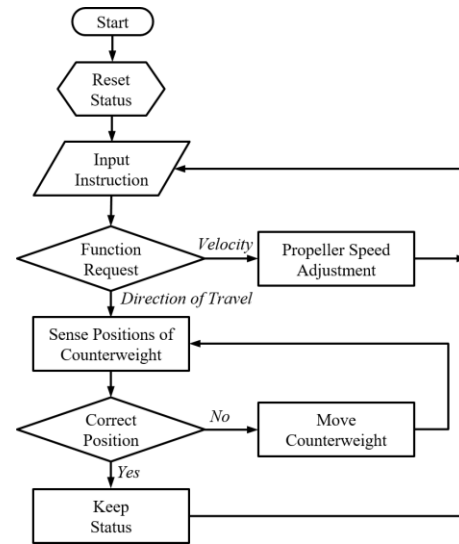 Start
Reset
Status
Input
Instruction
Function
Request
Velocity
Propeller Speed
Adjustment
Direction of Travel
Sense Positions of
Counterweight
Correct
Position
No
Move
Counterweight
Yes
Keep
Status